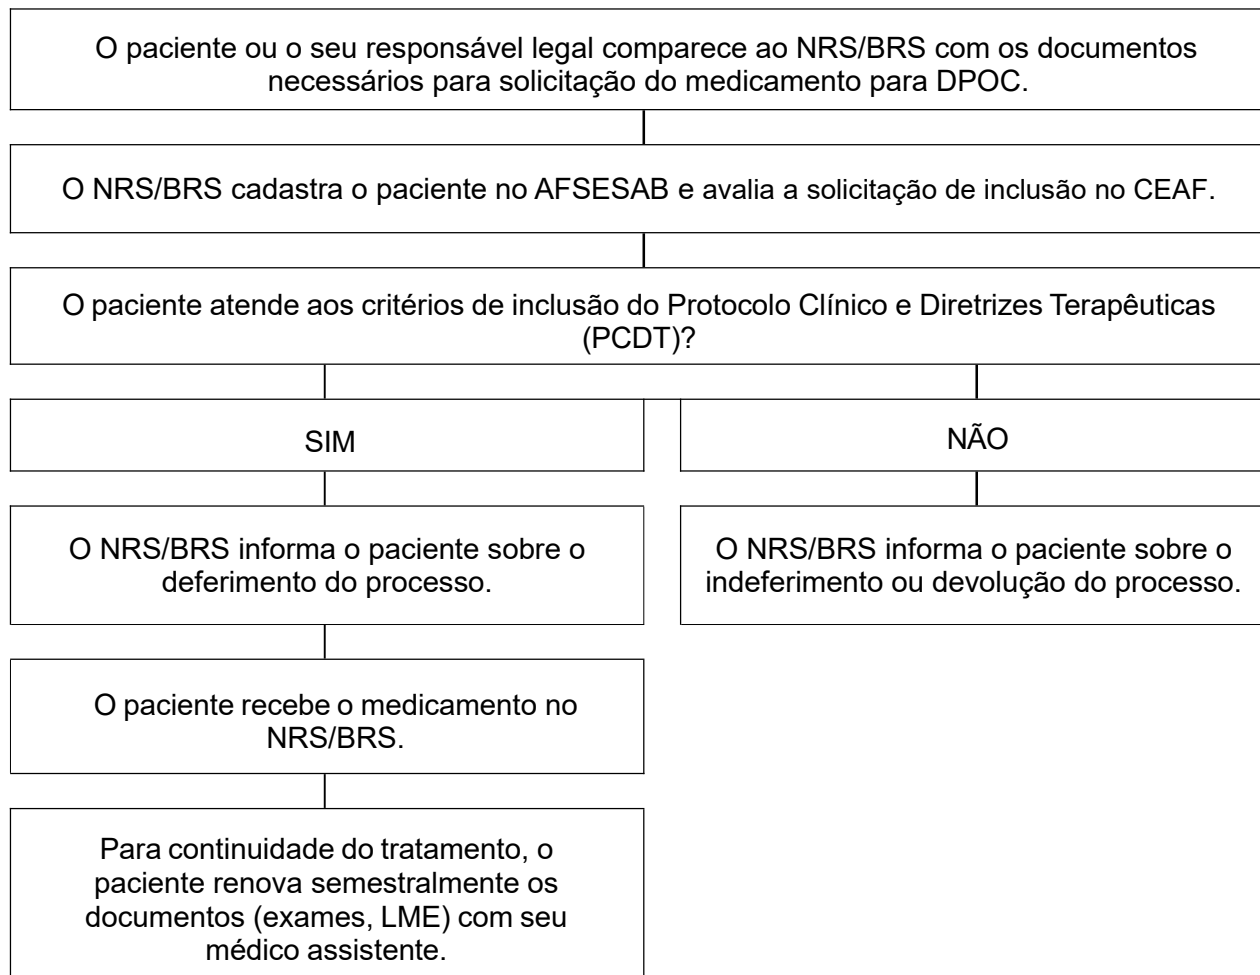 O paciente ou o seu responsável legal comparece ao NRS/BRS com os documentos
necessários para solicitação do medicamento para DPOC.
O NRS/BRS cadastra o paciente no AFSESAB e avalia a solicitação de inclusão no CEAF.
O paciente atende aos critérios de inclusão do Protocolo Clínico e Diretrizes Terapêuticas
(PCDT)?
SIM
NÃO
O NRS/BRS informa o paciente sobre o
deferimento do processo.
O NRS/BRS informa o paciente sobre o
indeferimento ou devolução do processo.
O paciente recebe o medicamento no
NRS/BRS.
Para continuidade do tratamento, o
paciente renova semestralmente os
documentos (exames, LME) com seu
médico assistente.